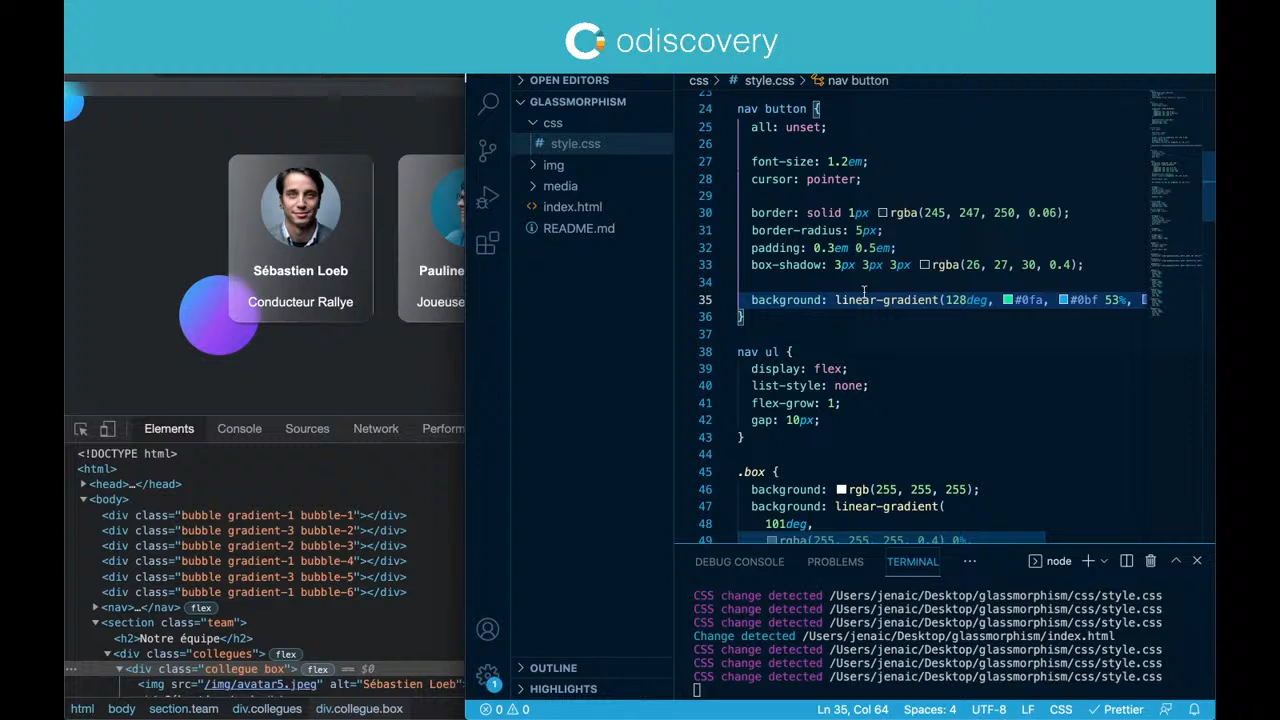 odiscovery
Sébastien Loeb
Conducteur Rallye
Pauline
Joueuse
Elements Console Sources Network Perform
<!DOCTYPE html>
<html>
<head>…</head>
<body>
<div class="bubble gradient-1 bubble-1"></div>
<div class="bubble gradient-3 bubble-2"></div>
<div class="bubble gradient-2 bubble-3"></div>
<div class="bubble gradient-1 bubble-4"></div>
<div class="bubble gradient-3 bubble-5"></div>
<div class="bubble gradient-1 bubble-6"></div>
<nav>…</nav> flex
<section class="team">
<h2>Notre équipe</h2>
<div class="collegues"> flex
… <div class="collegue box"> flex == $0
<img src="/img/avatar5.jpeg" alt="Sébastien Loeb"
html body section.team div.collegues div.collegue.box
OPEN EDITORS
GLASSMORPHISM
css
# style.css
img
media
<> index.html
README.md
OUTLINE
HIGHLIGHTS
1
css > # style.css > nav button
23
24 nav button {
25 all: unset;
26
27 font-size: 1.2em;
28 cursor: pointer;
29
30 border: solid 1px rgba(245, 247, 250, 0.06);
31 border-radius: 5px;
32 padding: 0.3em 0.5em;
33 box-shadow: 3px 3px 3px rgba(26, 27, 30, 0.4);
34
35 background: linear-gradient(128deg, #0fa, #0bf 53%,
36 }
37
38 nav ul {
39 display: flex;
40 list-style: none;
41 flex-grow: 1;
42 gap: 10px;
43 }
44
45 .box {
46 background: rgb(255, 255, 255);
47 background: linear-gradient(
48 101deg,
49 rgba(255, 255, 255, 0.4) 0%,
DEBUG CONSOLE PROBLEMS TERMINAL … node
CSS change detected /Users/jenaic/Desktop/glassmorphism/css/style.css
CSS change detected /Users/jenaic/Desktop/glassmorphism/css/style.css
CSS change detected /Users/jenaic/Desktop/glassmorphism/css/style.css
Change detected /Users/jenaic/Desktop/glassmorphism/index.html
CSS change detected /Users/jenaic/Desktop/glassmorphism/css/style.css
CSS change detected /Users/jenaic/Desktop/glassmorphism/css/style.css
CSS change detected /Users/jenaic/Desktop/glassmorphism/css/style.css
0 0 Ln 35, Col 64 Spaces: 4 UTF-8 LF CSS Prettier